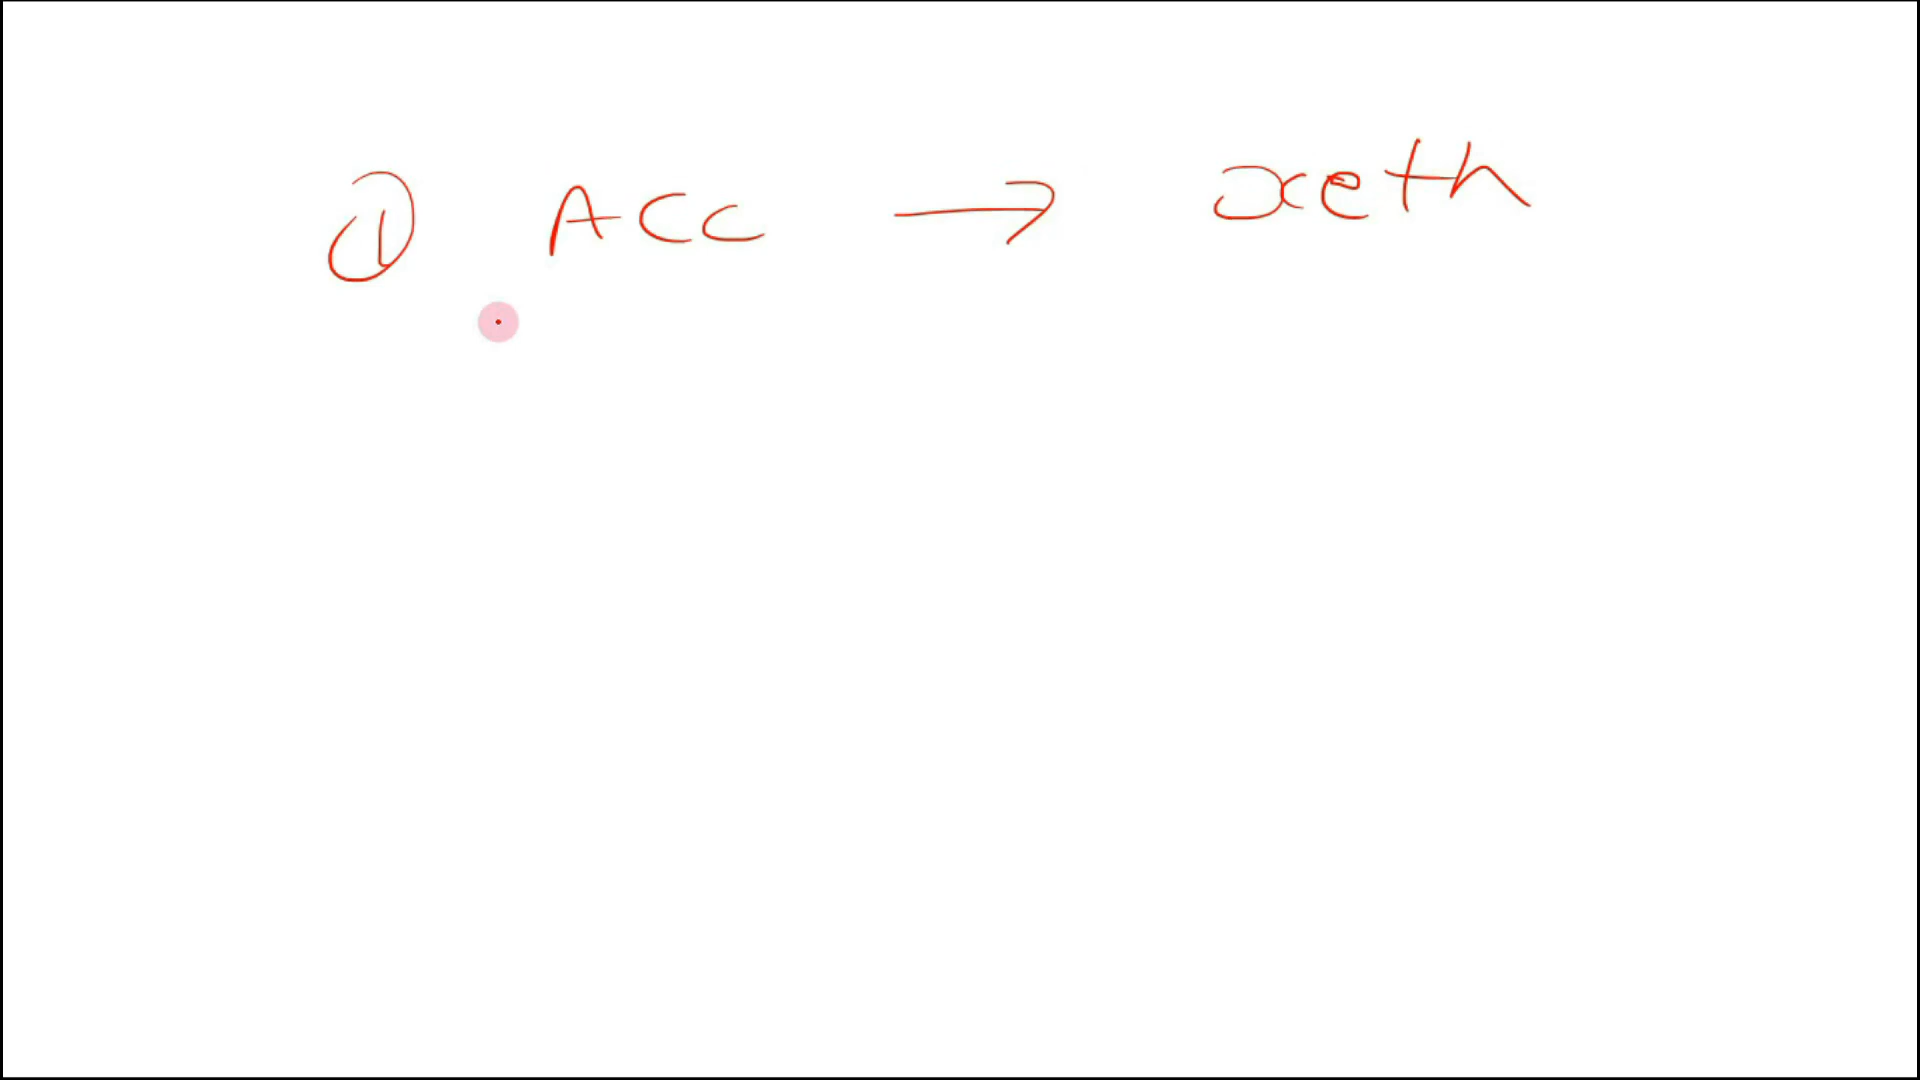 ① Acc → xeth